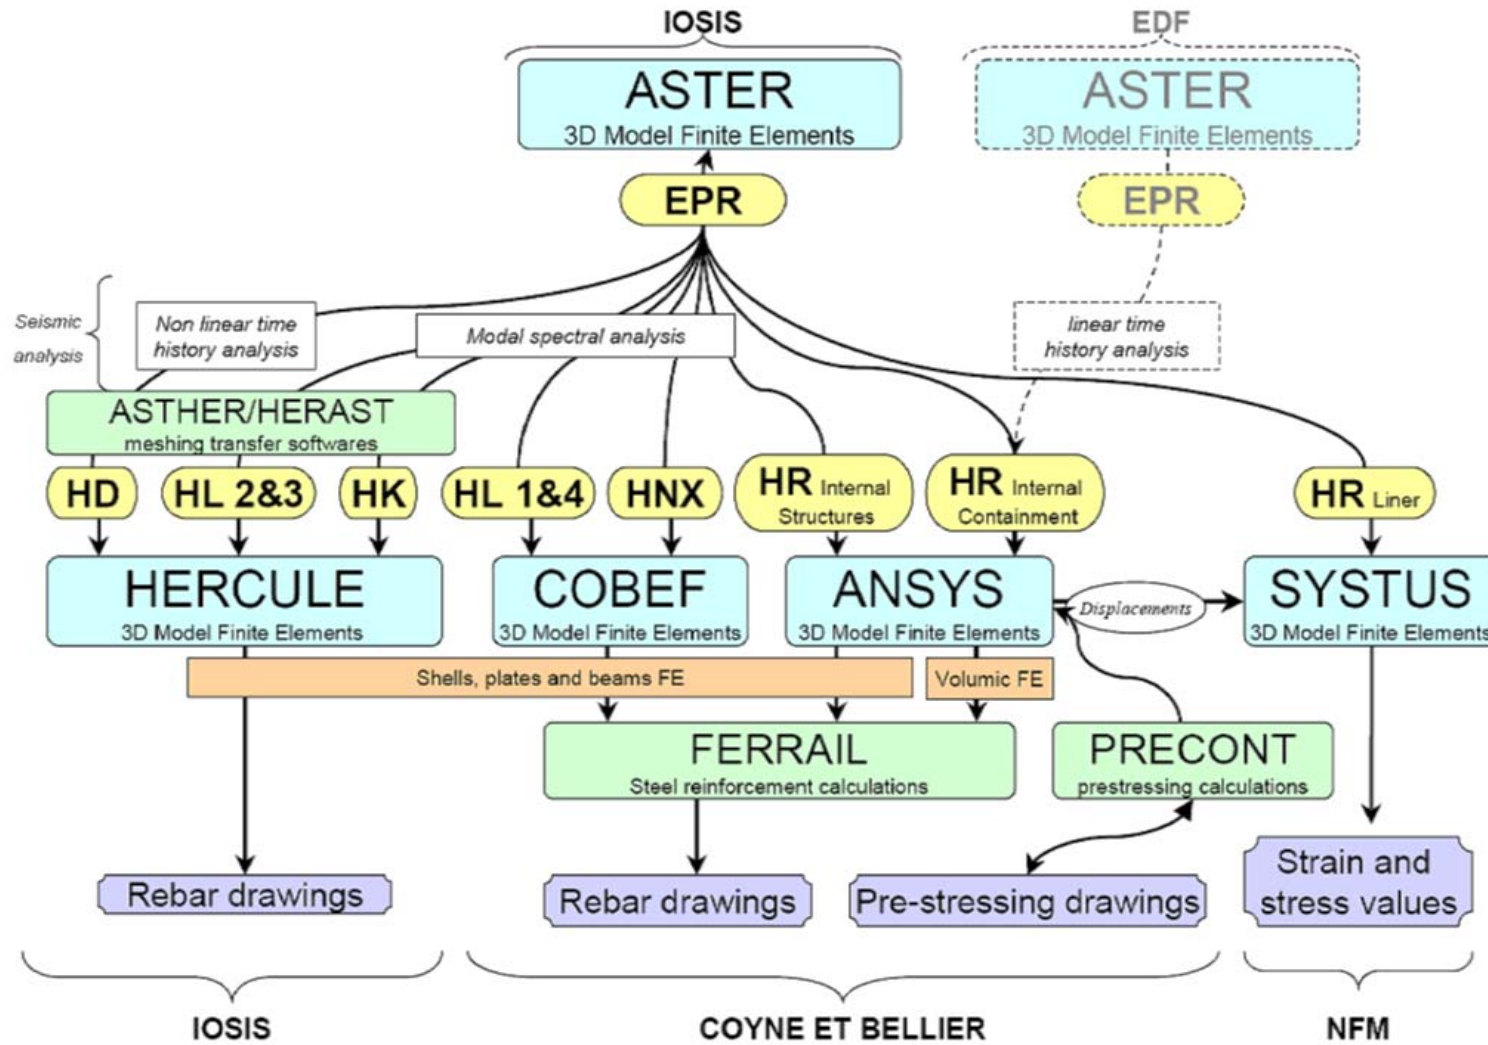 IOSIS
EDF
ASTER
3D Model Finite Elements
ASTER
3D Model Finite Elements
EPR
EPR
Seismic
analysis
Non linear time
history analysis
Modal spectral analysis
linear time
history analysis
ASTHER/HERAST
meshing transfer softwares
HD
HL 2&3
HK
HL 1&4
HNX
HR Internal
Structures
HR Internal
Containment
HR Liner
HERCULE
3D Model Finite Elements
COBEF
3D Model Finite Elements
ANSYS
3D Model Finite Elements
Displacements
SYSTUS
3D Model Finite Elements
Shells, plates and beams FE
Volumic FE
FERRAIL
Steel reinforcement calculations
PRECONT
prestressing calculations
Rebar drawings
Rebar drawings
Pre-stressing drawings
Strain and
stress values
IOSIS
COYNE ET BELLIER
NFM